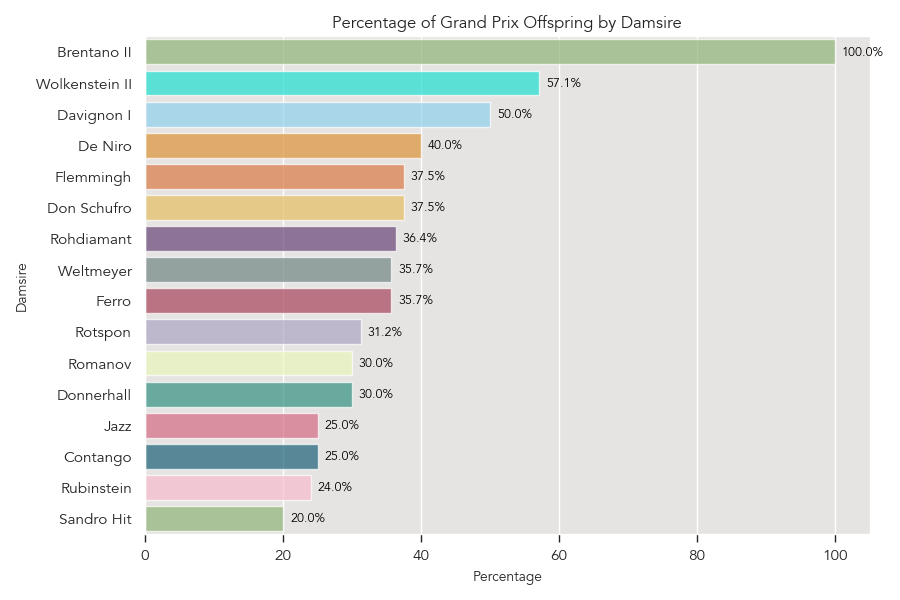 Percentage of Grand Prix Offspring by Damsire
Brentano II 100.0%
Wolkenstein II 57.1%
Davignon I 50.0%
De Niro 40.0%
Flemmingh 37.5%
Don Schufro 37.5%
Rohdiamant 36.4%
Weltmeyer 35.7%
Damsire
Ferro 35.7%
Rotspon 31.2%
Romanov 30.0%
Donnerhall 30.0%
Jazz 25.0%
Contango 25.0%
Rubinstein 24.0%
Sandro Hit 20.0%
0 20 40 60 80 100
Percentage